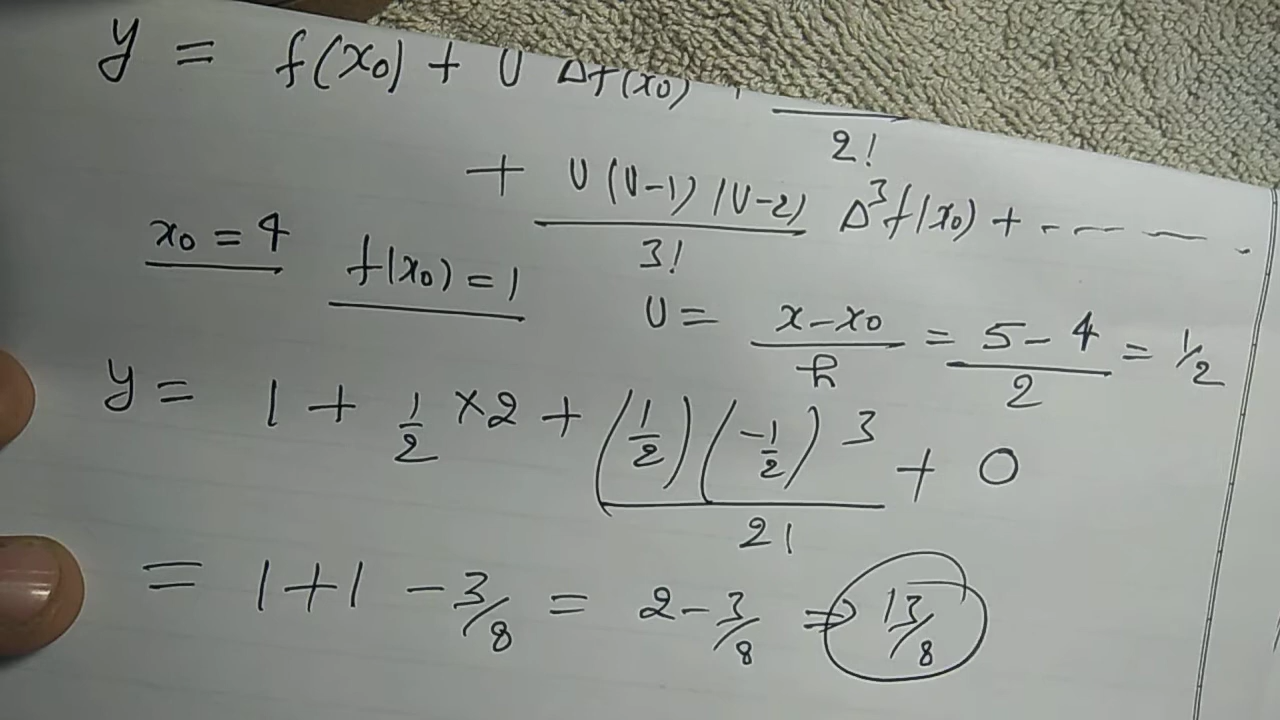 y = f(x₀) + U Δf(x₀)
2!
+ U(U-1)(U-2)/3! Δ³f(x₀) + - - - - .
x₀ = 4 f(x₀) = 1
U = (x-x₀)/h = (5-4)/2 = 1/2
y = 1 + 1/2 × 2 + (1/2)(-1/2) 3/2! + 0
= 1+1 - 3/8 = 2 - 3/8 ⇒ 13/8